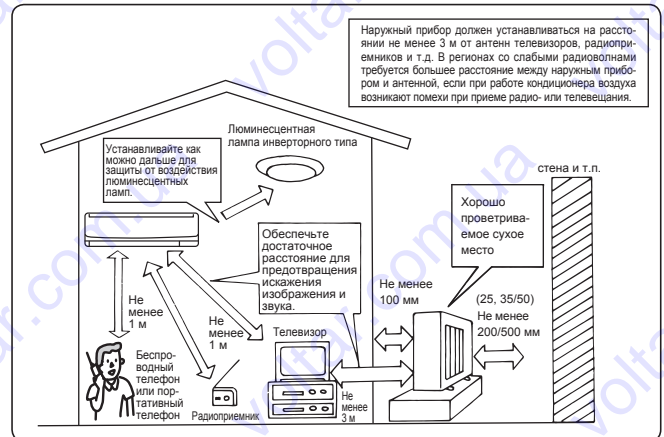 Наружный прибор должен устанавливаться на рассто-
янии не менее 3 м от антенн телевизоров, радиопри-
емников и т.д. В регионах со слабыми радиоволнами
требуется большее расстояние между наружным прибо-
ром и антенной, если при работе кондиционера воздуха
возникают помехи при приеме радио- или телевещания.
Люминесцентная
лампа инверторного типа
Устанавливайте как
можно дальше для
защиты от воздействия
люминесцентных
ламп.
стена и т.п.
Хорошо
проветрива-
емое сухое
место
Обеспечьте
достаточное
расстояние для
предотвращения
искажения
изображения и
звука.
Не менее
100 мм
(25, 35/50)
Не менее
200/500 мм
Не
менее
1 м
Не
менее
1 м
Телевизор
Беспро-
водный
телефон
или пор-
тативный
телефон
Радиоприемник
Не
менее
3 м
voltar.com.ua